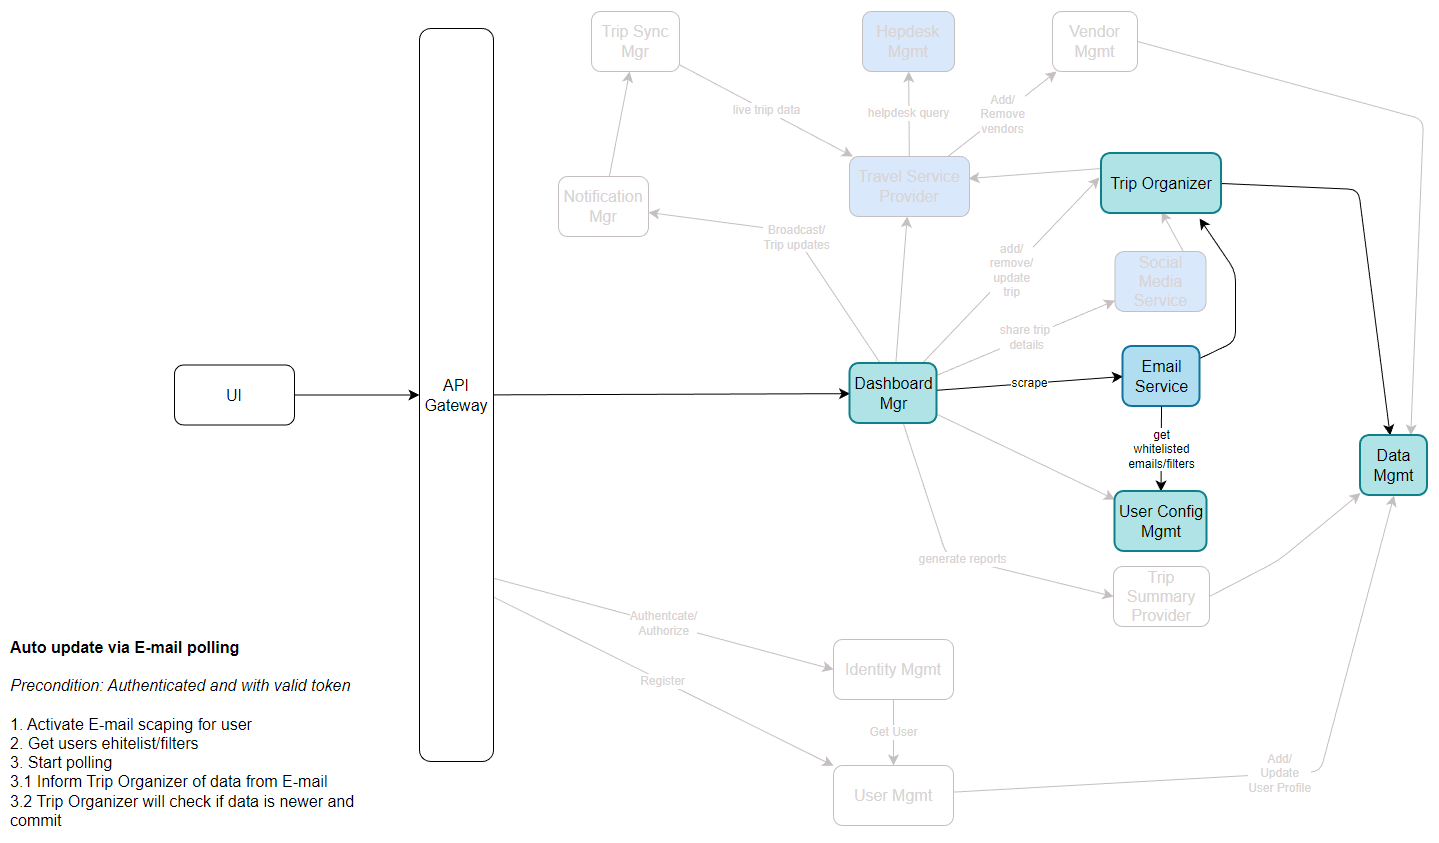 Trip Sync
Mgr
Hepdesk
Mgmt
Vendor
Mgmt
live triip data
helpdesk query
Add/
Remove
vendors
Travel Service
Provider
Trip Organizer
Notification
Mgr
Broadcast/
Trip updates
add/
remove/
update
trip
Social
Media
Service
share trip
details
UI
API
Gateway
Dashboard
Mgr
scrape
Email
Service
get
whitelisted
emails/filters
Data
Mgmt
User Config
Mgmt
generate reports
Trip
Summary
Provider
Authentcate/
Authorize
Identity Mgmt
Register
Get User
User Mgmt
Add/
Update
User Profile
Auto update via E-mail polling
Precondition: Authenticated and with valid token
1. Activate E-mail scaping for user
2. Get users ehitelist/filters
3. Start polling
3.1 Inform Trip Organizer of data from E-mail
3.2 Trip Organizer will check if data is newer and
commit